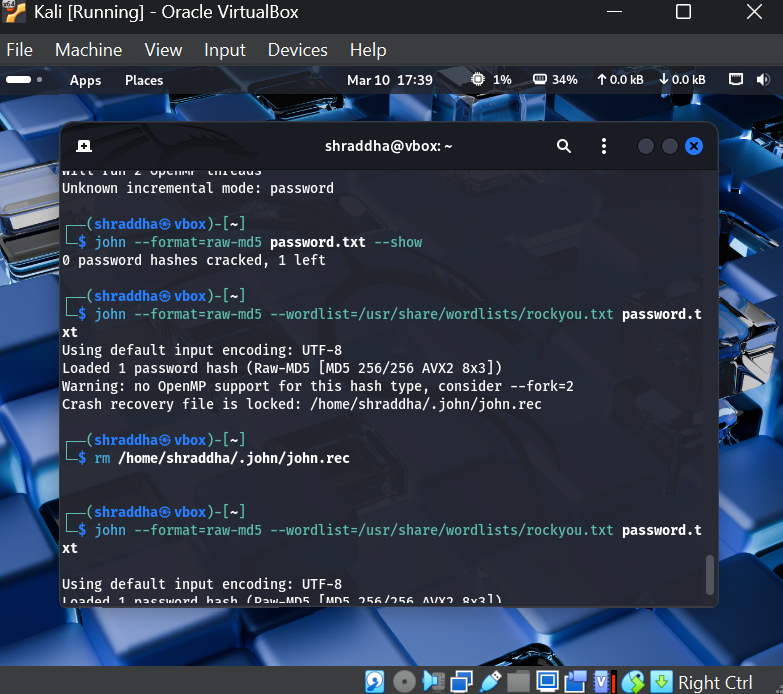 Kali [Running] - Oracle VirtualBox
File Machine View Input Devices Help
Apps Places Mar 10 17:39 1% 34% ↑0.0 kB ↓0.0 kB
shraddha@vbox: ~
Will run 2 OpenMP threads
Unknown incremental mode: password
┌──(shraddha㉿vbox)-[~]
└─$ john --format=raw-md5 password.txt --show
0 password hashes cracked, 1 left
┌──(shraddha㉿vbox)-[~]
└─$ john --format=raw-md5 --wordlist=/usr/share/wordlists/rockyou.txt password.t
xt
Using default input encoding: UTF-8
Loaded 1 password hash (Raw-MD5 [MD5 256/256 AVX2 8x3])
Warning: no OpenMP support for this hash type, consider --fork=2
Crash recovery file is locked: /home/shraddha/.john/john.rec
┌──(shraddha㉿vbox)-[~]
└─$ rm /home/shraddha/.john/john.rec
┌──(shraddha㉿vbox)-[~]
└─$ john --format=raw-md5 --wordlist=/usr/share/wordlists/rockyou.txt password.t
xt
Using default input encoding: UTF-8
Loaded 1 password hash (Raw-MD5 [MD5 256/256 AVX2 8x3])
Right Ctrl